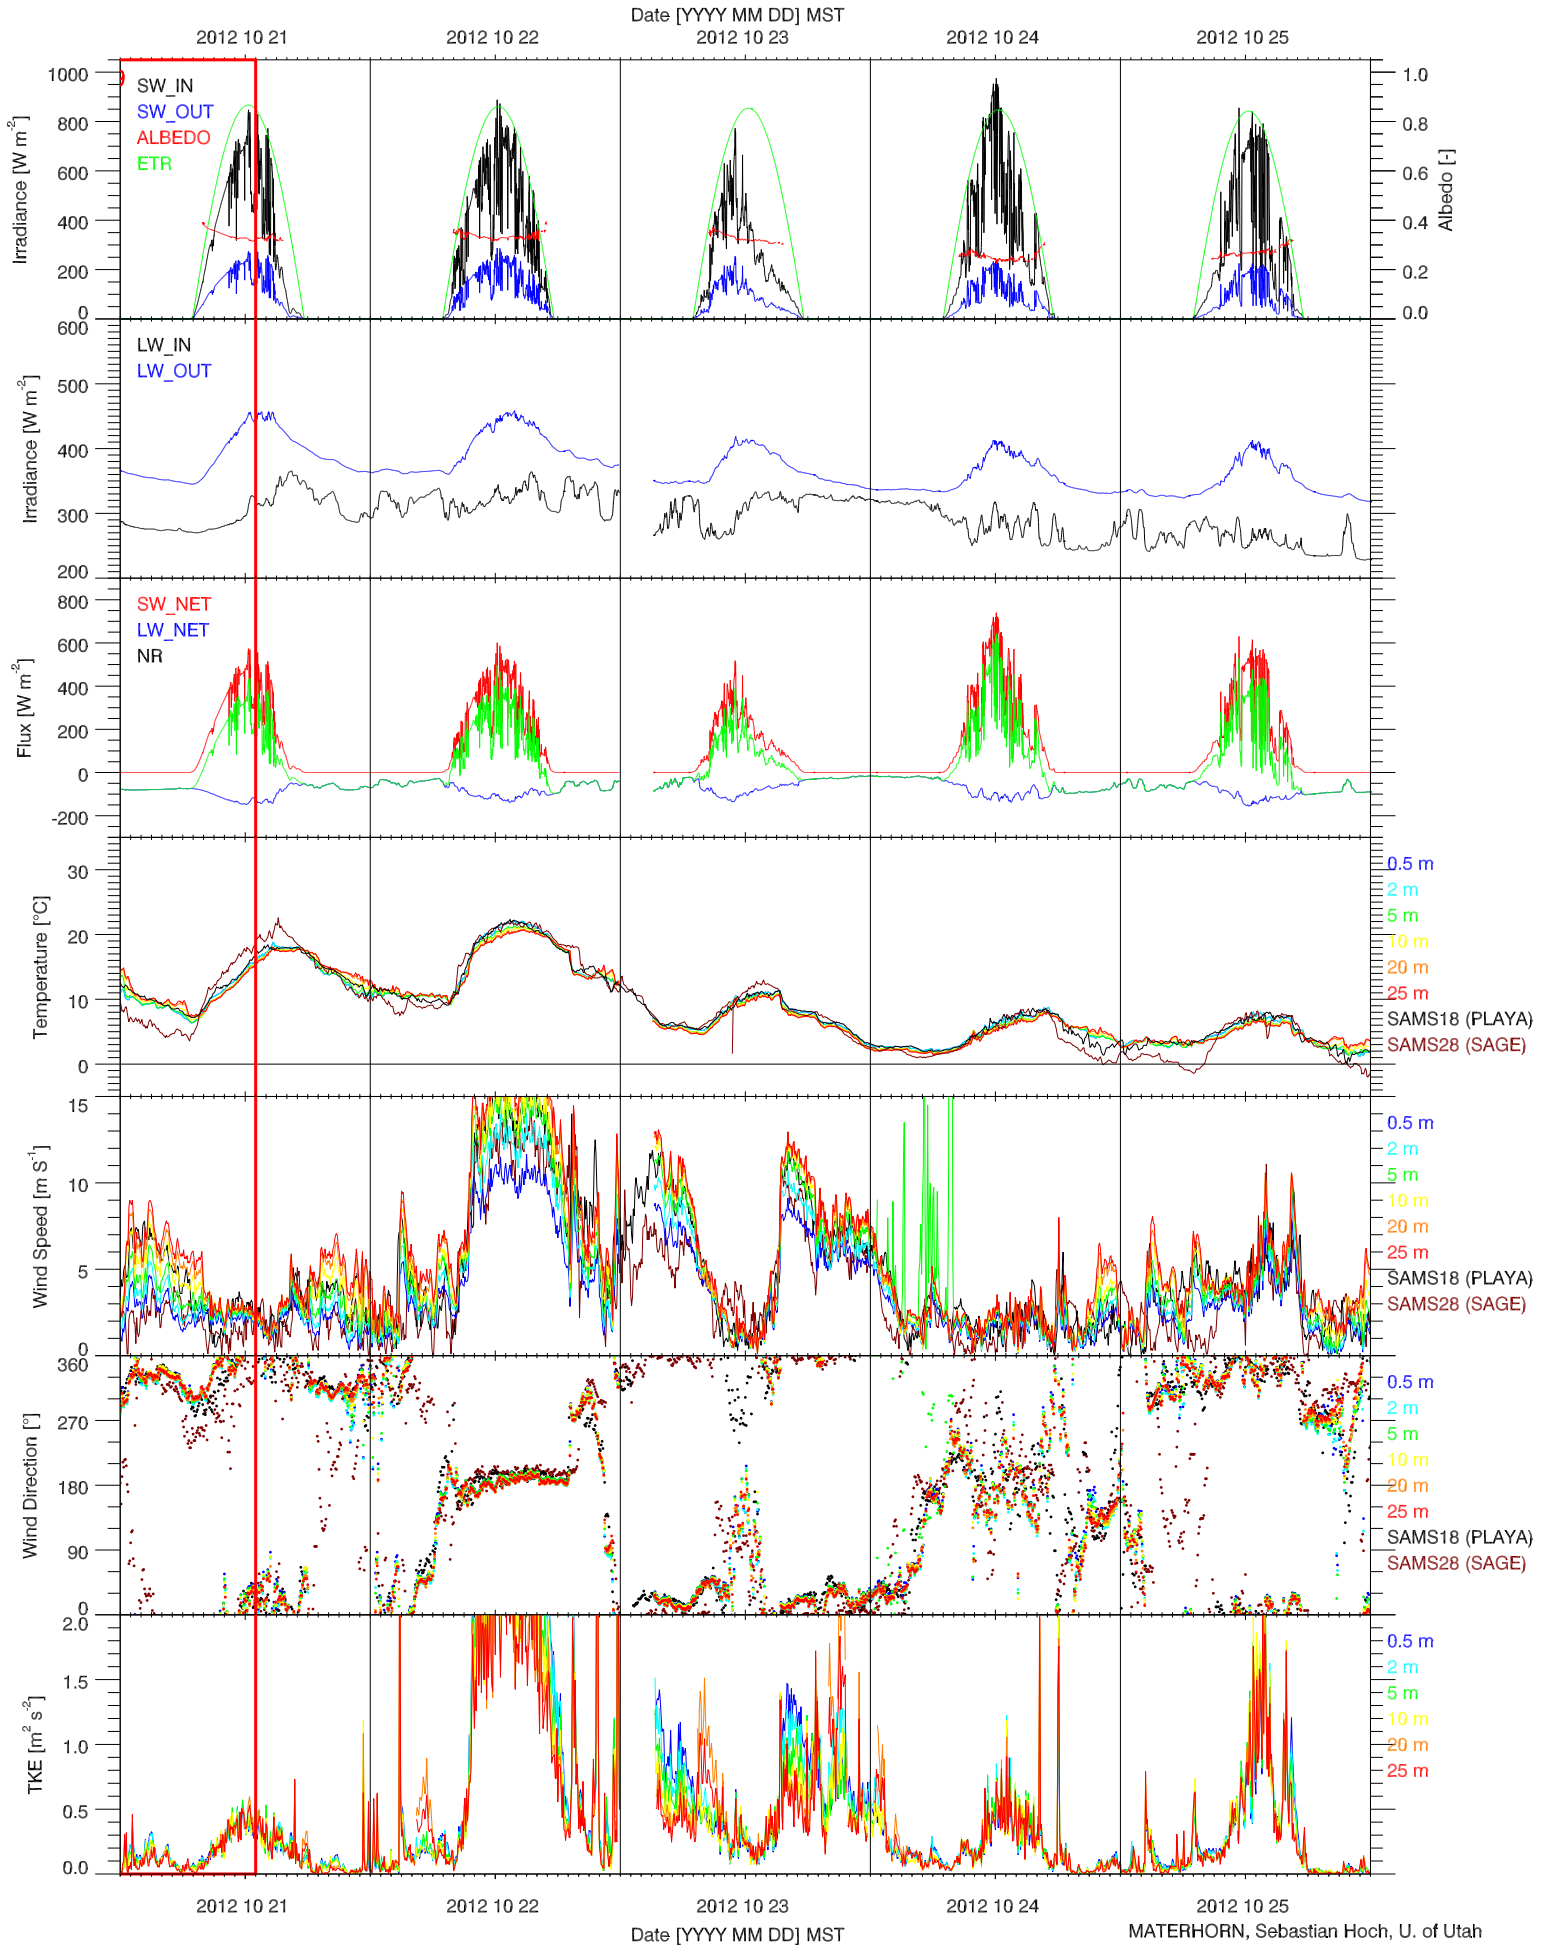 Date [YYYY MM DD] MST
2012 10 21 2012 10 22 2012 10 23 2012 10 24 2012 10 25
Irradiance [W m-2]
1000
800
600
400
200
0
SW_IN
SW_OUT
ALBEDO
ETR
1.0
0.8
0.6
0.4
0.2
0.0
Albedo [-]
Irradiance [W m-2]
600
500
400
300
200
LW_IN
LW_OUT
Flux [W m-2]
800
600
400
200
0
-200
SW_NET
LW_NET
NR
Temperature [°C]
30
20
10
0
0.5 m
2 m
5 m
10 m
20 m
25 m
SAMS18 (PLAYA)
SAMS28 (SAGE)
Wind Speed [m S-1]
15
10
5
0
0.5 m
2 m
5 m
10 m
20 m
25 m
SAMS18 (PLAYA)
SAMS28 (SAGE)
Wind Direction [°]
360
270
180
90
0
0.5 m
2 m
5 m
10 m
20 m
25 m
SAMS18 (PLAYA)
SAMS28 (SAGE)
TKE [m2 s-2]
2.0
1.5
1.0
0.5
0.0
0.5 m
2 m
5 m
10 m
20 m
25 m
2012 10 21 2012 10 22 2012 10 23 2012 10 24 2012 10 25
Date [YYYY MM DD] MST
MATERHORN, Sebastian Hoch, U. of Utah